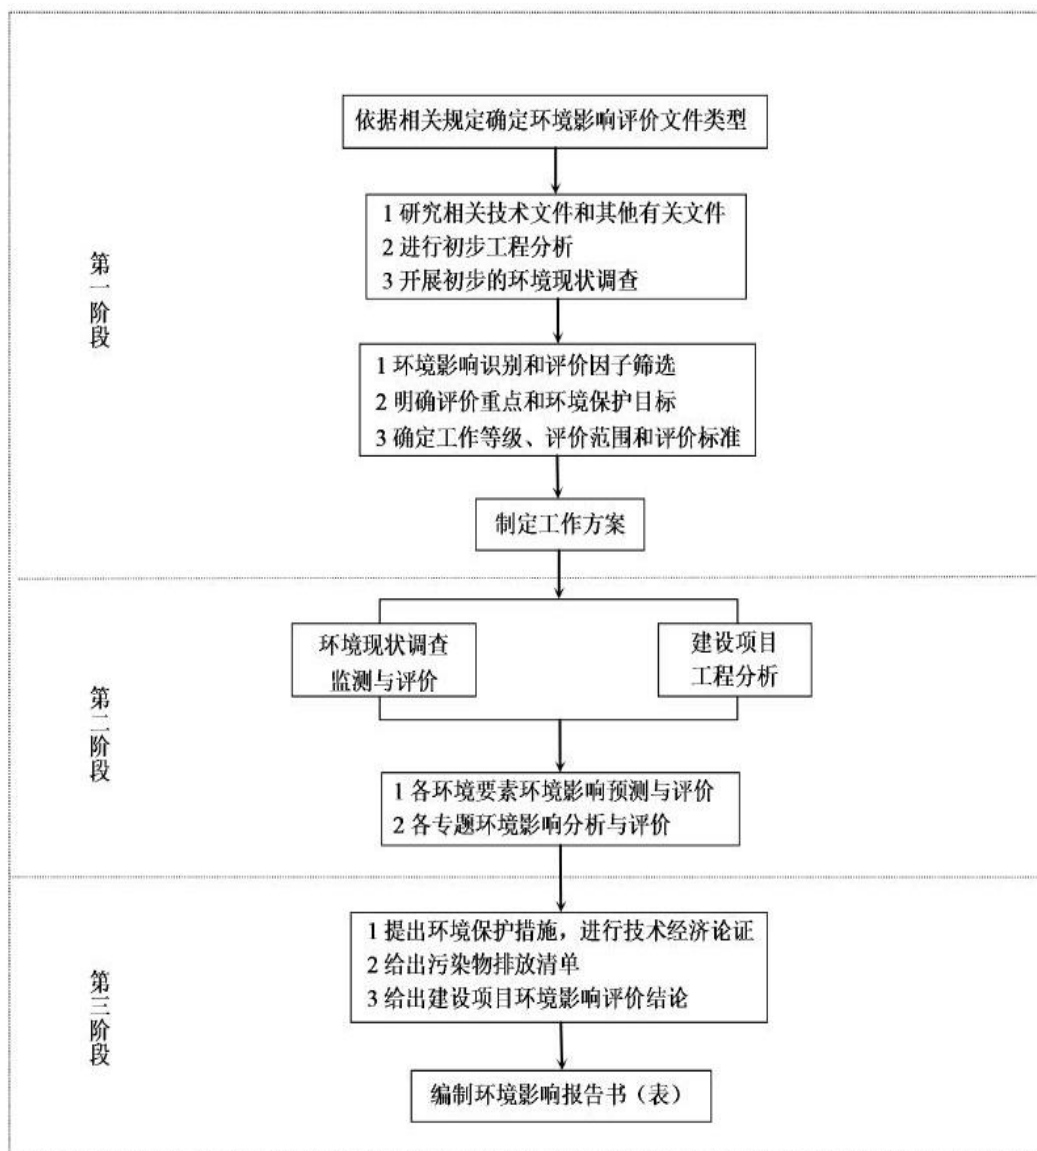 依据相关规定确定环境影响评价文件类型
1 研究相关技术文件和其他有关文件
2 进行初步工程分析
3 开展初步的环境现状调查
第一阶段
1 环境影响识别和评价因子筛选
2 明确评价重点和环境保护目标
3 确定工作等级、评价范围和评价标准
制定工作方案
环境现状调查
监测与评价
建设项目
工程分析
第二阶段
1 各环境要素环境影响预测与评价
2 各专题环境影响分析与评价
1 提出环境保护措施，进行技术经济论证
2 给出污染物排放清单
3 给出建设项目环境影响评价结论
第三阶段
编制环境影响报告书（表）